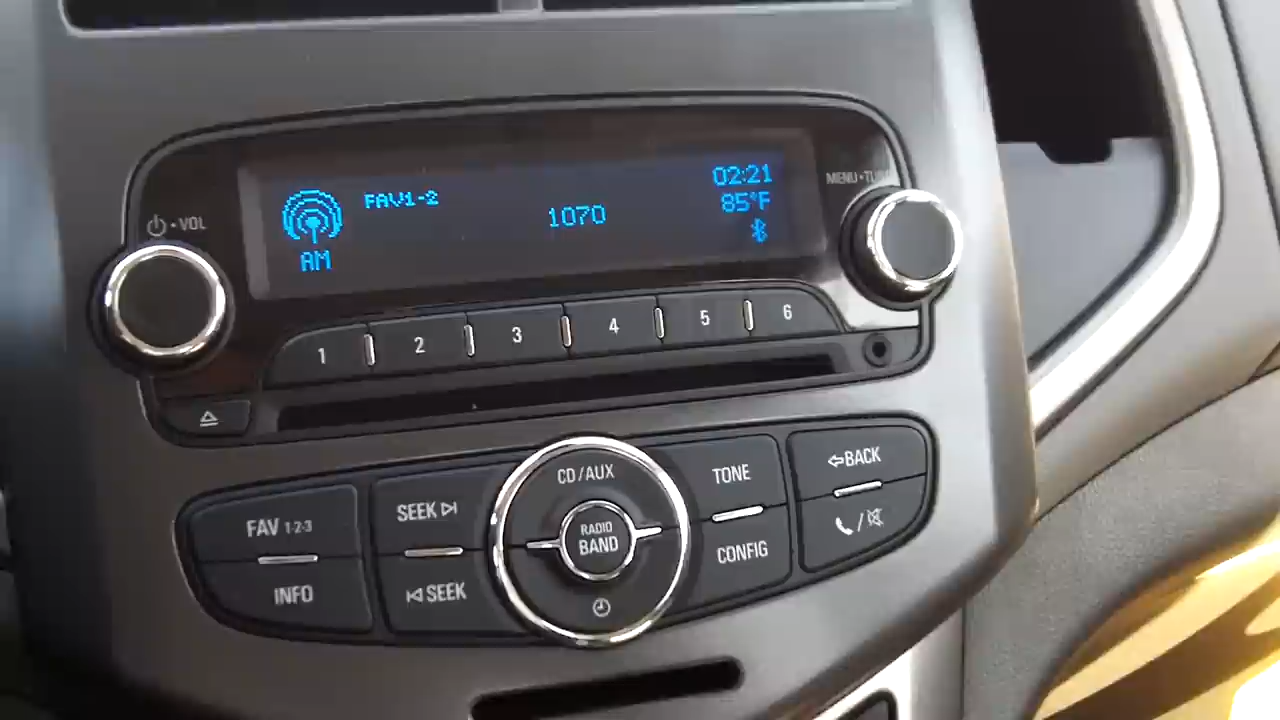 FAV1-2
1070
02:21
85°F
AM
VOL
MENU•TUNE
1
2
3
4
5
6
CD/AUX
TONE
BACK
FAV 1-2-3
SEEK
RADIO
BAND
CONFIG
INFO
SEEK